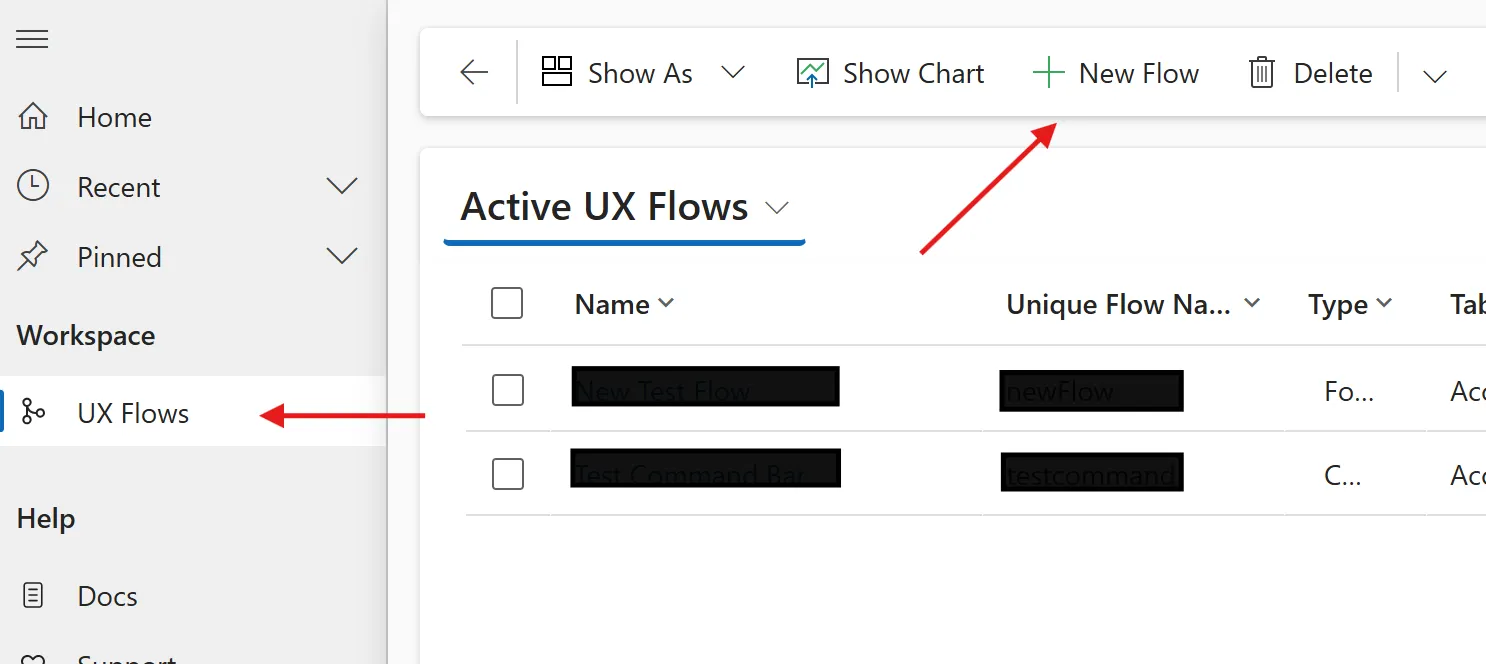 Show As
Show Chart
New Flow
Delete
Home
Recent
Pinned
Workspace
UX Flows
Help
Docs
Support
Active UX Flows
Name
Unique Flow Na...
Type
Tab
New Test Flow
newFlow
Fo...
Acc
Test Command Bar
testcommand
C...
Acc